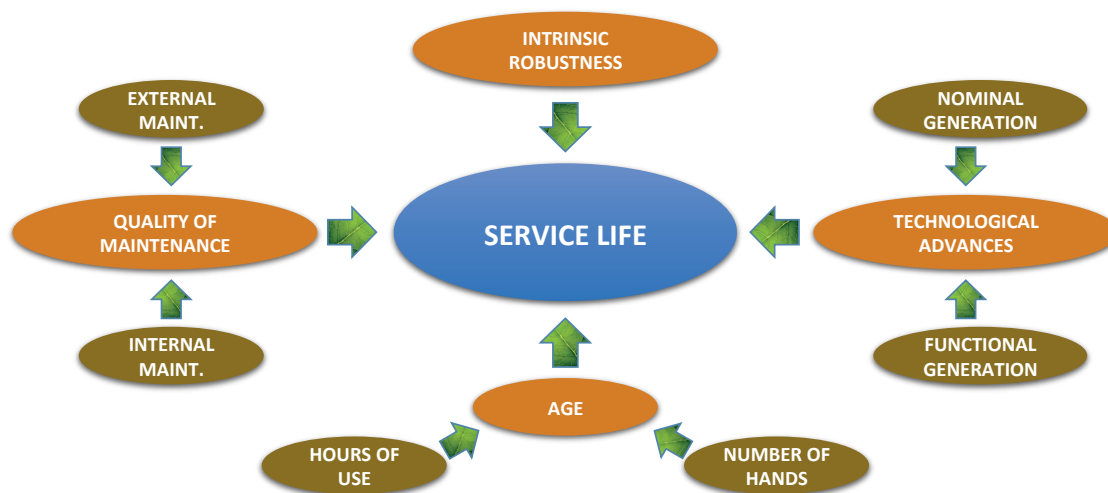 INTRINSIC
ROBUSTNESS
EXTERNAL
MAINT.
NOMINAL
GENERATION
QUALITY OF
MAINTENANCE
SERVICE LIFE
TECHNOLOGICAL
ADVANCES
INTERNAL
MAINT.
FUNCTIONAL
GENERATION
AGE
HOURS OF
USE
NUMBER OF
HANDS